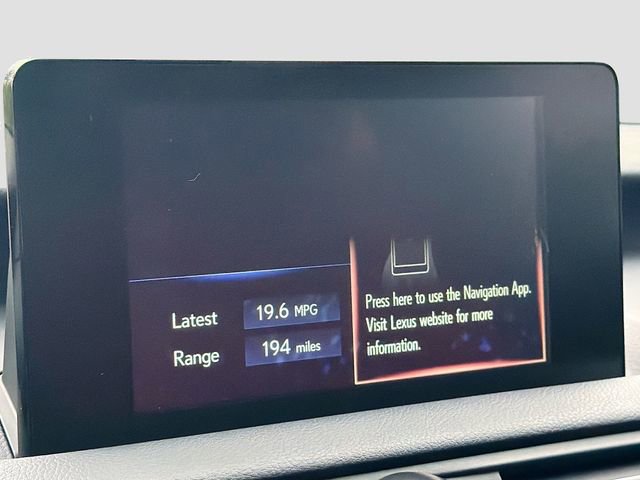 Latest 19.6 MPG
Range 194 miles
Press here to use the Navigation App.
Visit Lexus website for more
information.